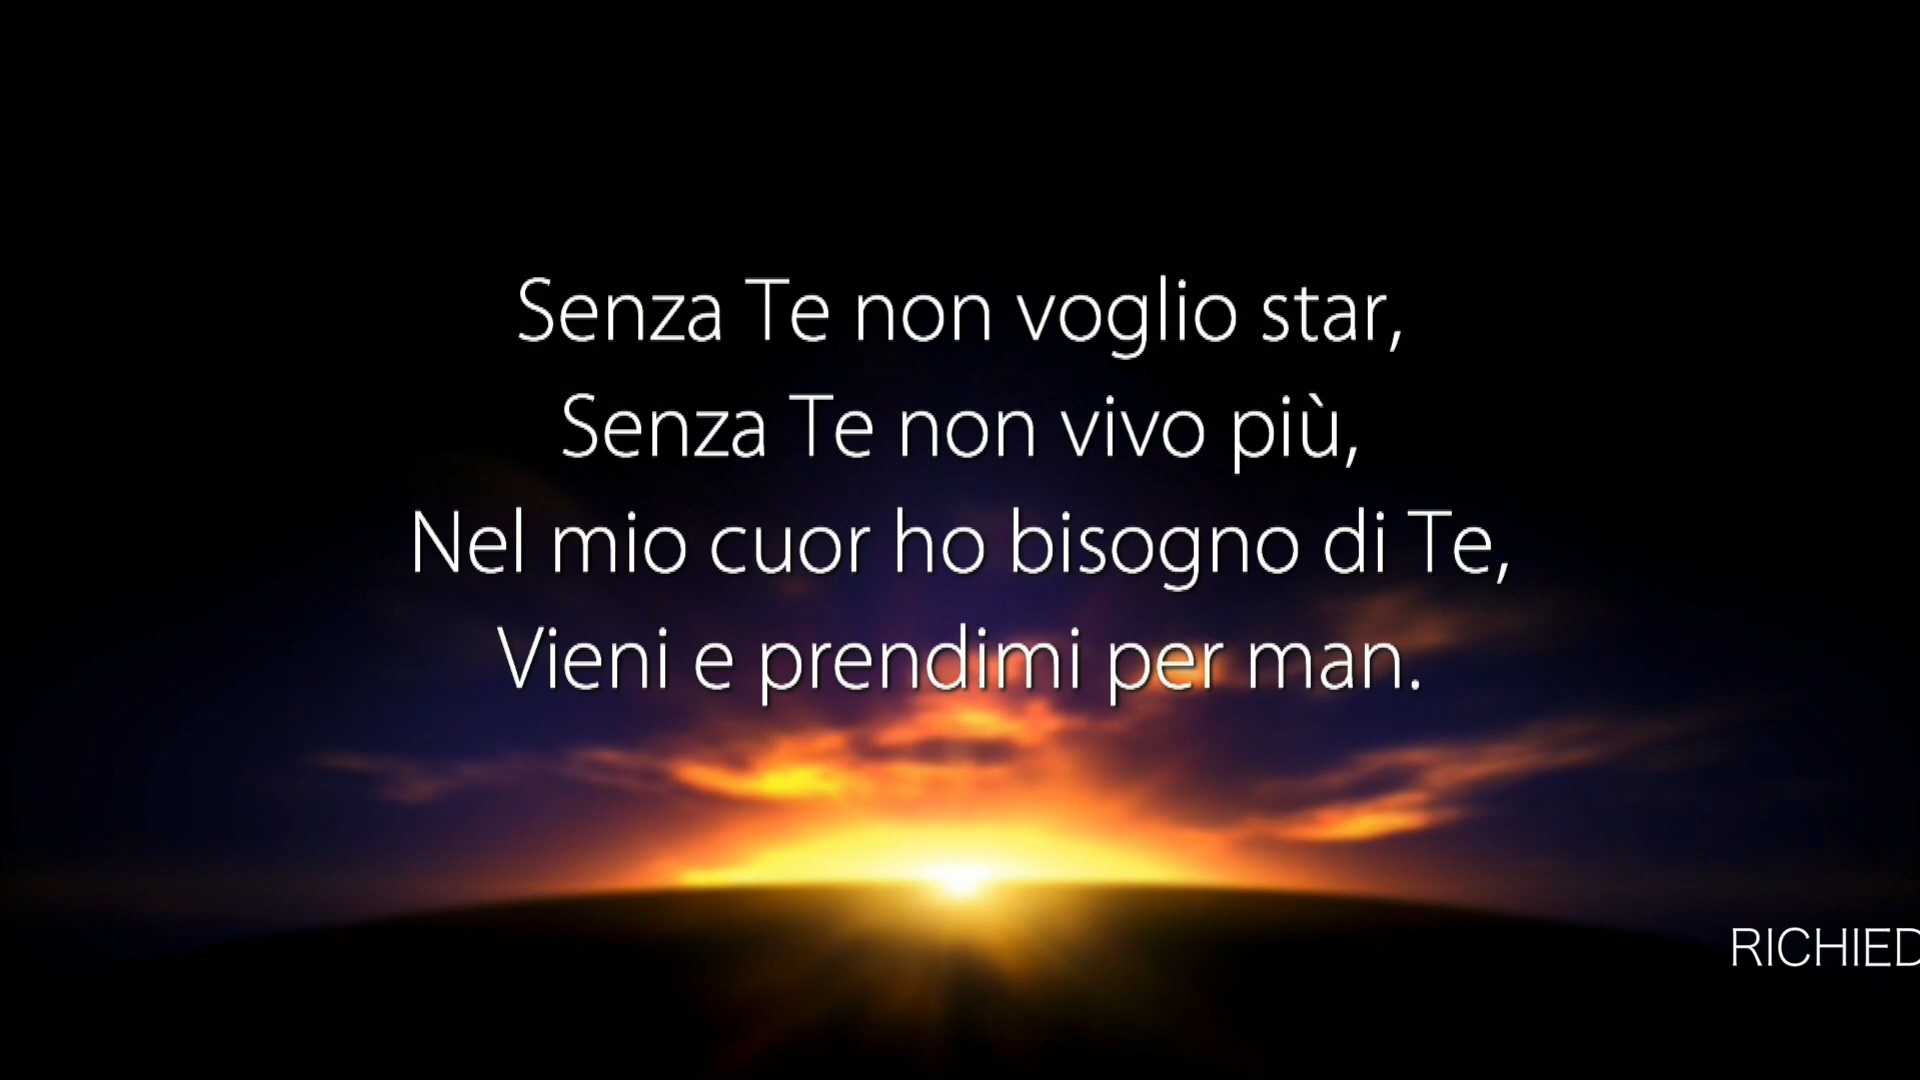 Senza Te non voglio star,
Senza Te non vivo più,
Nel mio cuor ho bisogno di Te,
Vieni e prendimi per man.
RICHIED